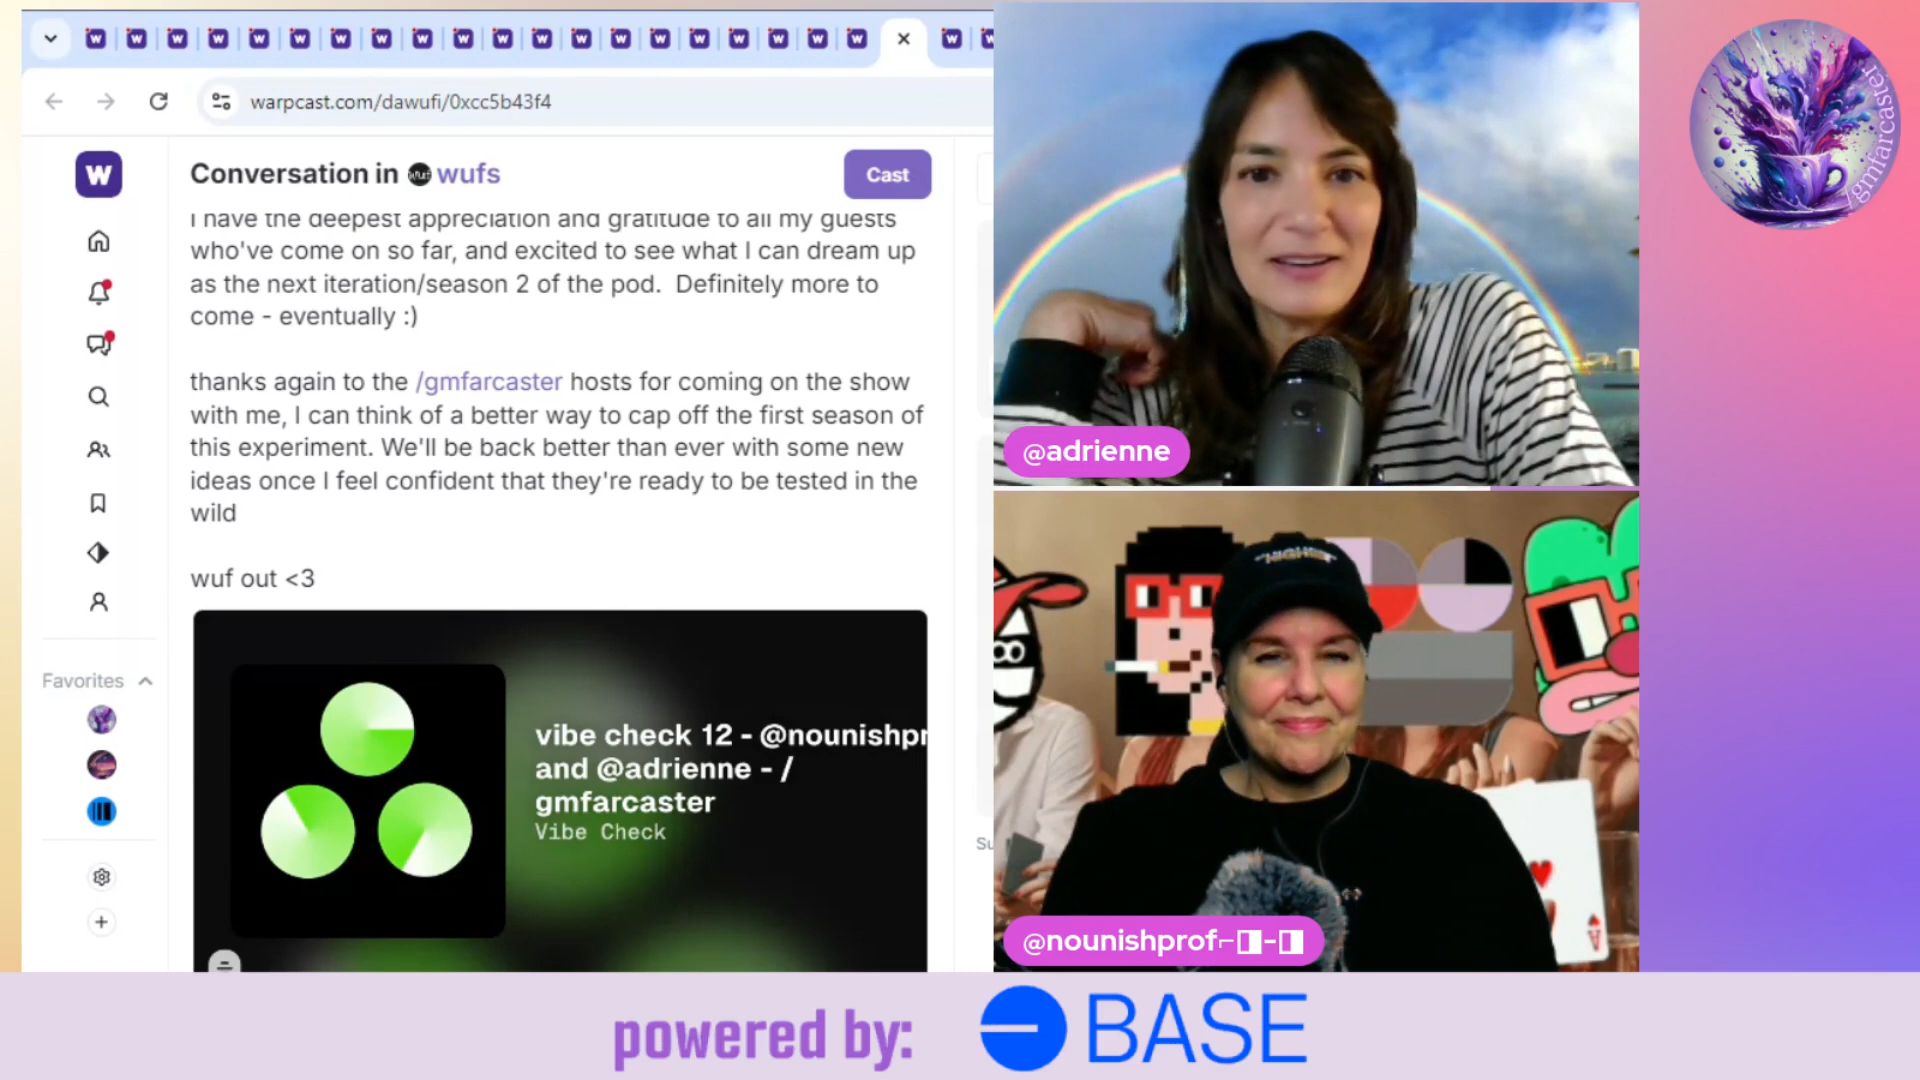 warpcast.com/dawufi/0xcc5b43f4
Conversation in wufs
Cast
I have the deepest appreciation and gratitude to all my guests
who've come on so far, and excited to see what I can dream up
as the next iteration/season 2 of the pod. Definitely more to
come - eventually :)
thanks again to the /gmfarcaster hosts for coming on the show
with me, I can think of a better way to cap off the first season of
this experiment. We'll be back better than ever with some new
ideas once I feel confident that they're ready to be tested in the
wild
wuf out <3
Favorites
vibe check 12 - @nounishpr
and @adrienne - /
gmfarcaster
Vibe Check
Su
@adrienne
@nounishprof⌐◨-◨
/gmfarcaster
powered by:
BASE